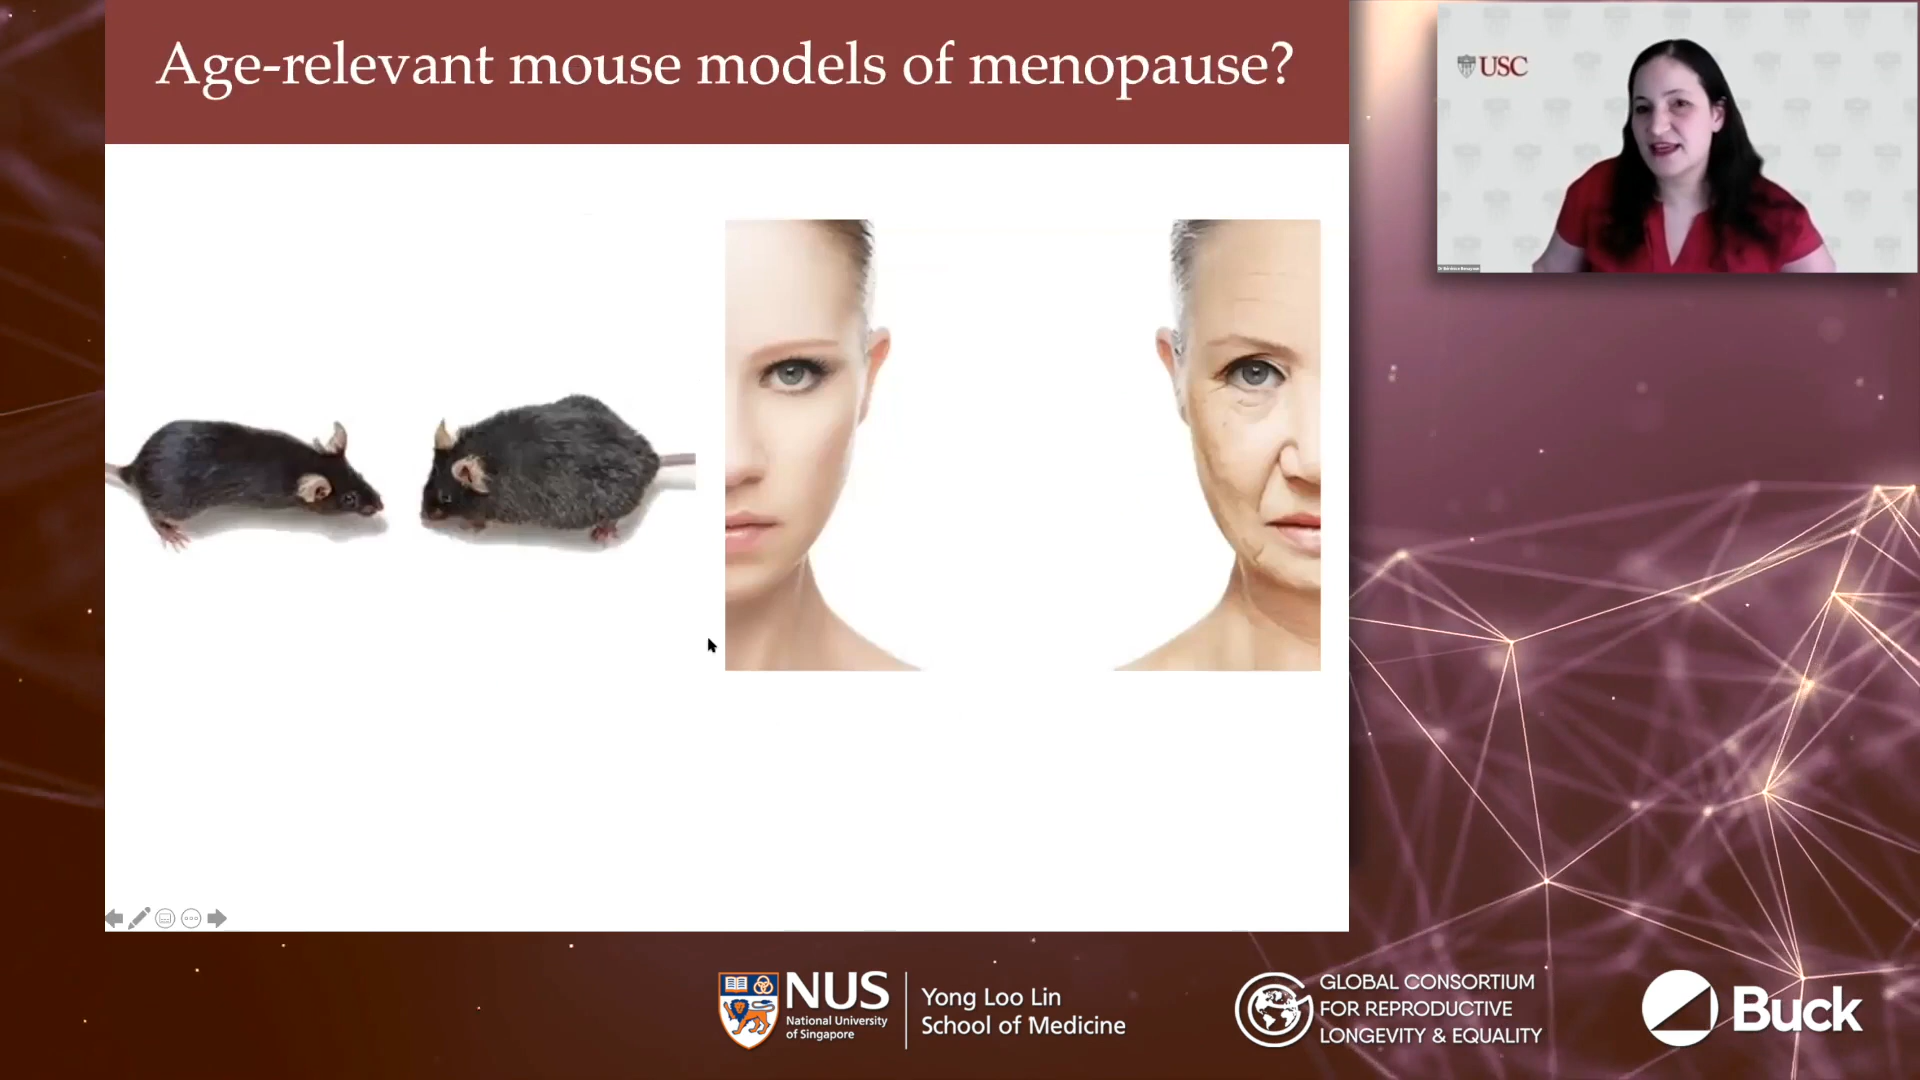 Age-relevant mouse models of menopause?
USC
NUS
National University
of Singapore
Yong Loo Lin
School of Medicine
GLOBAL CONSORTIUM
FOR REPRODUCTIVE
LONGEVITY & EQUALITY
Buck